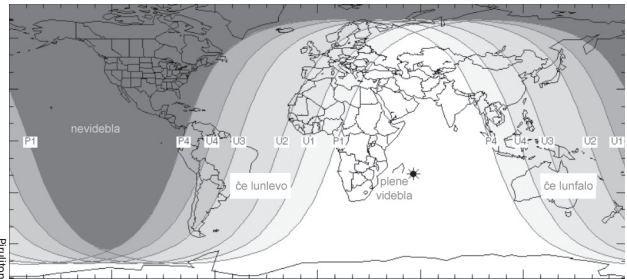 nevidebla
P1 P4 U4 U3 U2 U1 P1 P4 U4 U3 U2 U1
če lunlevo
plene
videbla
če lunfalo